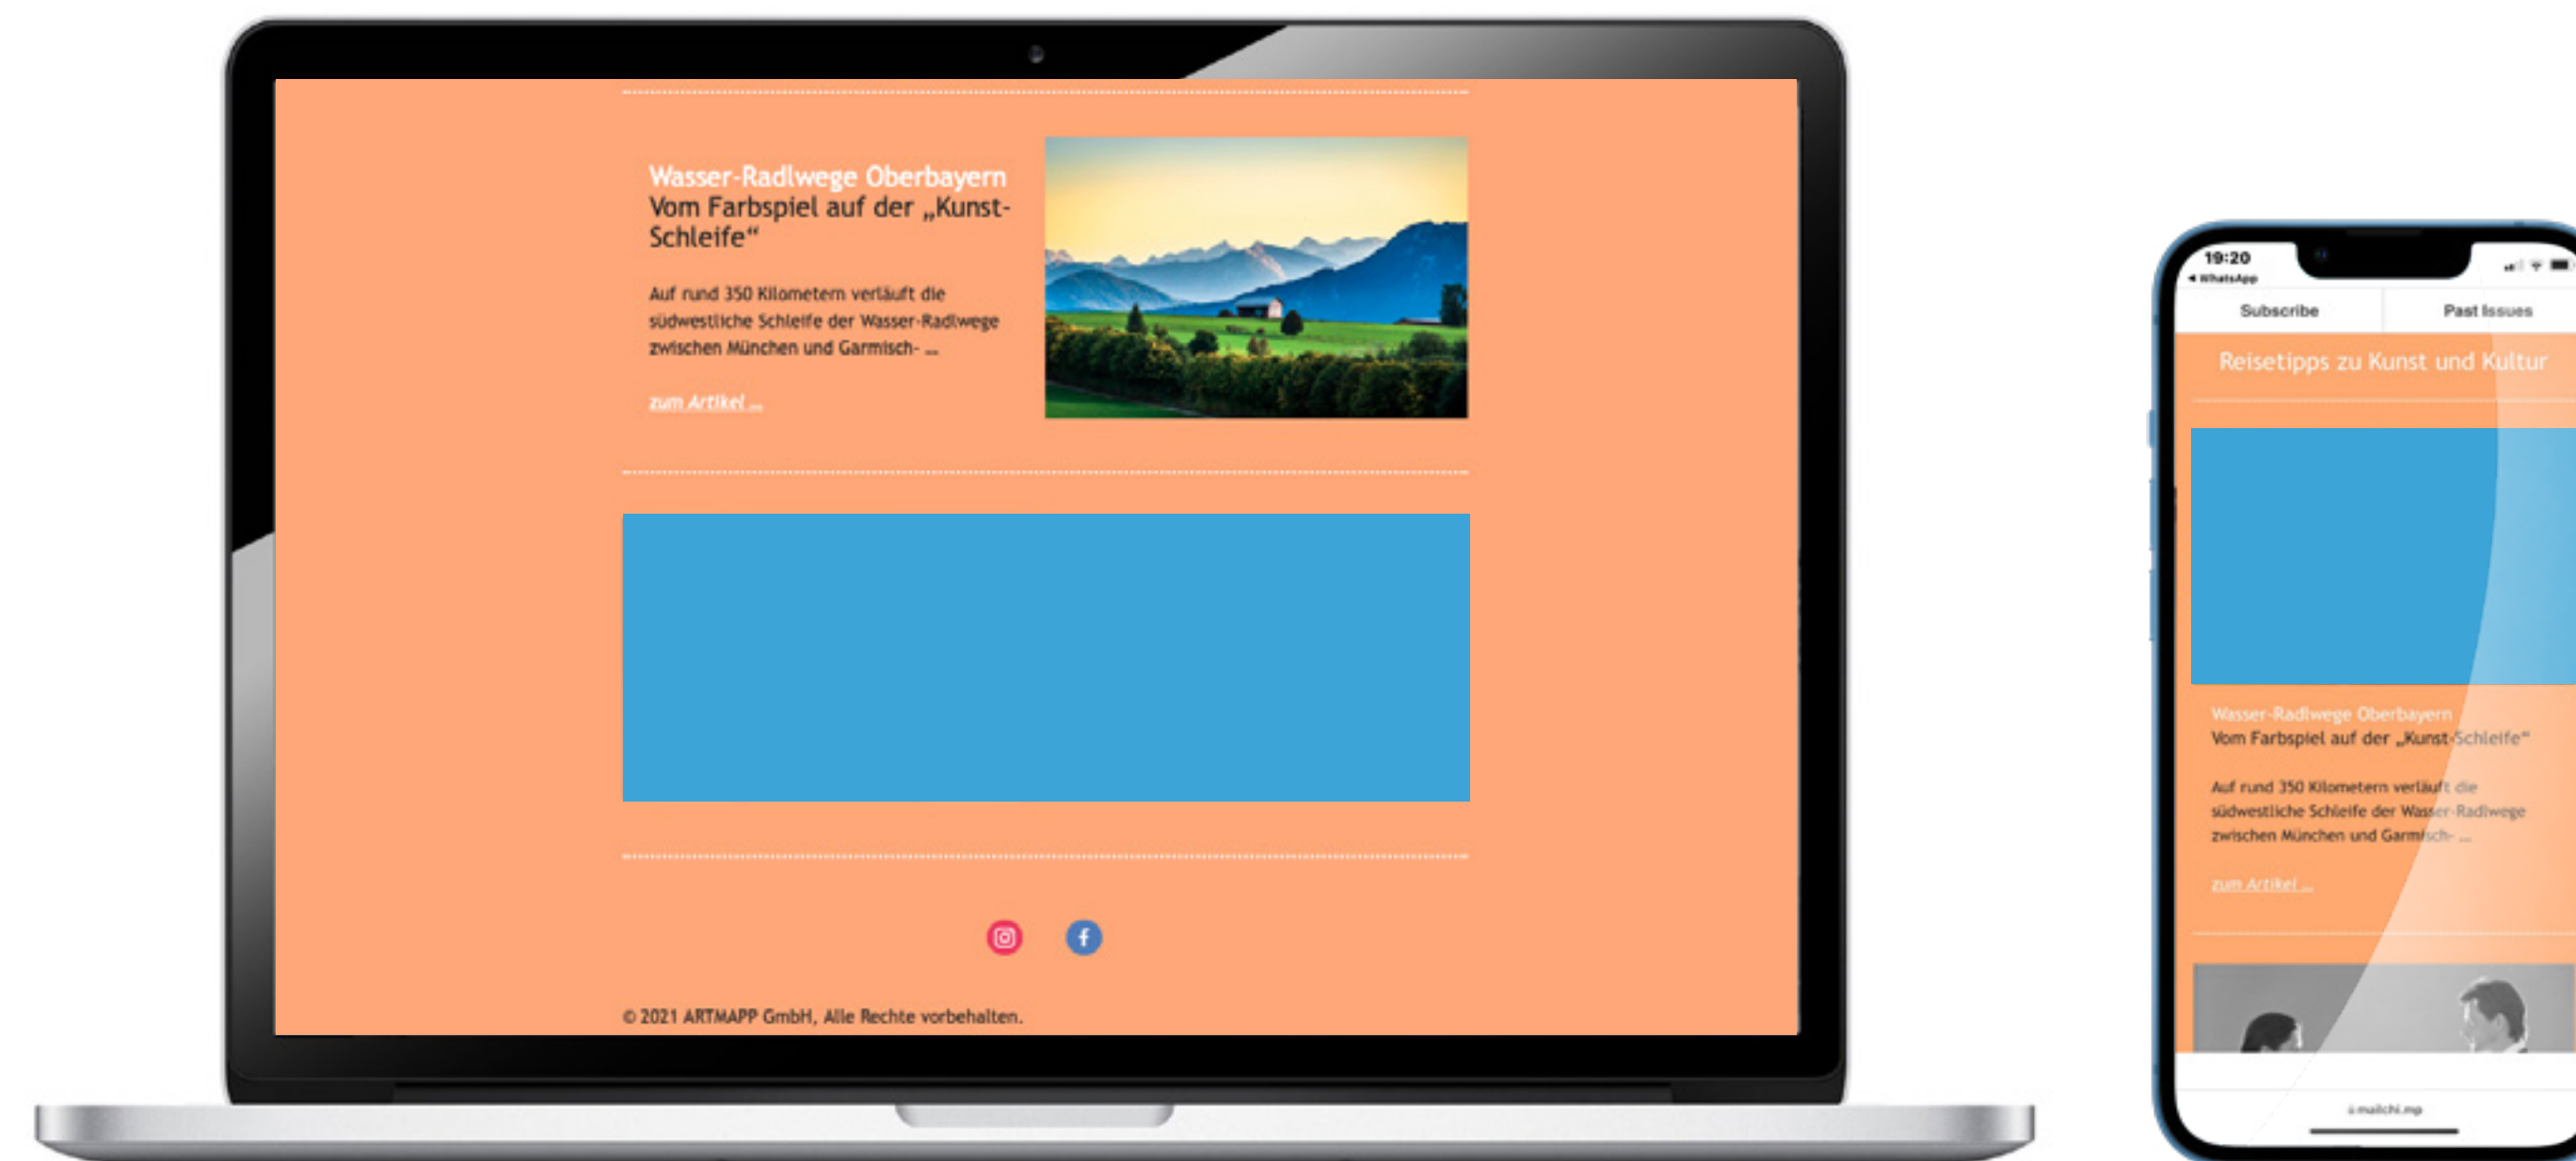 Wasser-Radlwege Oberbayern
Vom Farbspiel auf der „Kunst-
Schleife“
Auf rund 350 Kilometern verläuft die
südwestliche Schleife der Wasser-Radlwege
zwischen München und Garmisch- ...
zum Artikel ...
© 2021 ARTMAPP GmbH, Alle Rechte vorbehalten.
19:20
WhatsApp
Subscribe
Past Issues
Reisetipps zu Kunst und Kultur
Wasser-Radlwege Oberbayern
Vom Farbspiel auf der „Kunst-Schleife“
Auf rund 350 Kilometern verläuft die
südwestliche Schleife der Wasser-Radlwege
zwischen München und Garmisch- ...
zum Artikel ...
mailchi.mp